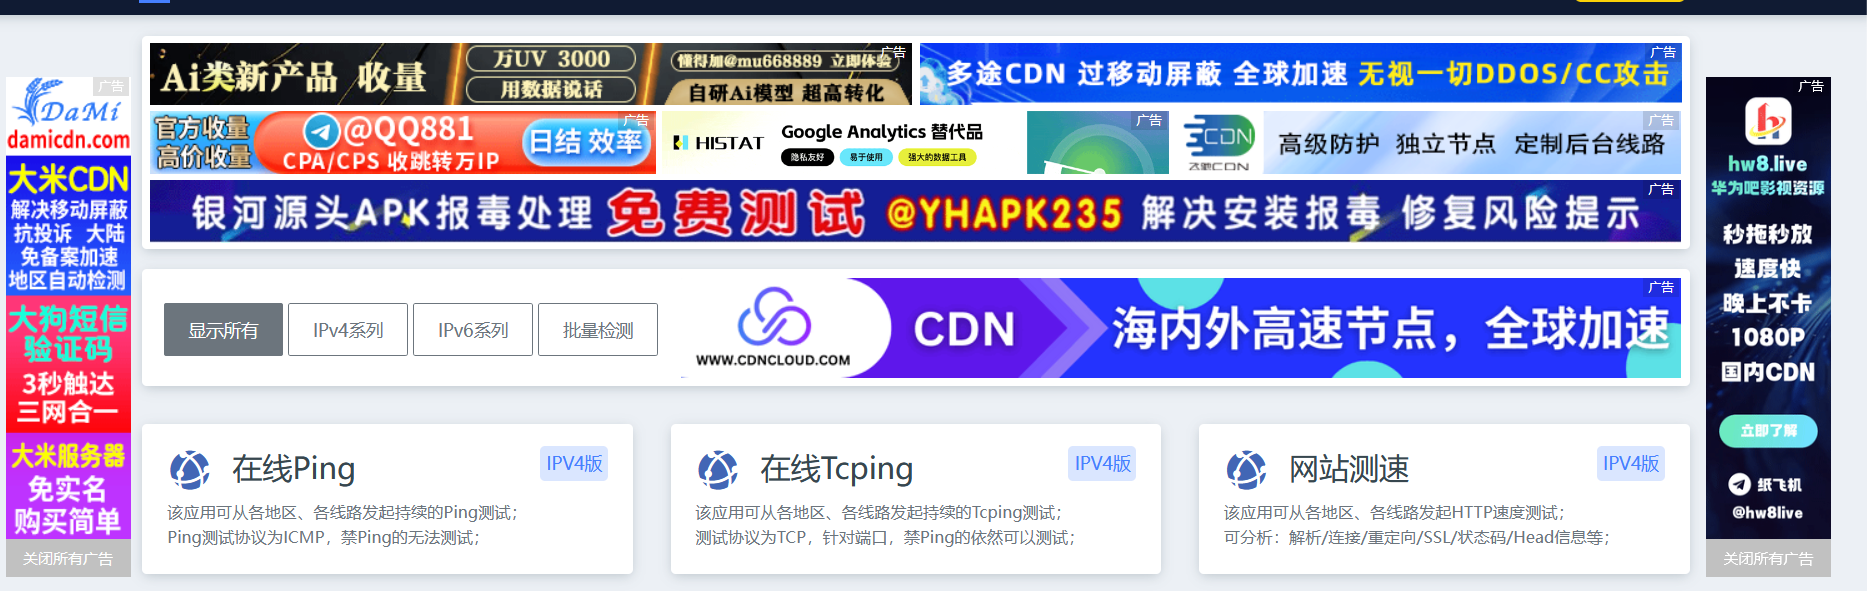 广告
DaMi
damicdn.com
大米CDN
解决移动屏蔽
抗投诉 大陆
免备案加速
地区自动检测
大狗短信
验证码
3秒触达
三网合一
大米服务器
免实名
购买简单
关闭所有广告
Ai类新产品 收量
万UV 3000
用数据说话
懂得加@mu668889 立即体验
自研Ai模型 超高转化
广告
多途CDN 过移动屏蔽 全球加速 无视一切DDOS/CC攻击
广告
官方收量
高价收量
@QQ881
CPA/CPS 收跳转万IP
日结 效率
广告
HISTAT
Google Analytics 替代品
隐私友好
易于使用
强大的数据工具
广告
CDN
飞驰CDN
高级防护 独立节点 定制后台线路
广告
银河源头APK报毒处理 免费测试 @YHAPK235 解决安装报毒 修复风险提示
广告
显示所有
IPv4系列
IPv6系列
批量检测
WWW.CDNCLOUD.COM
CDN
海内外高速节点，全球加速
广告
在线Ping
IPV4版
该应用可从各地区、各线路发起持续的Ping测试；
Ping测试协议为ICMP，禁Ping的无法测试；
在线Tcping
IPV4版
该应用可从各地区、各线路发起持续的Tcping测试；
测试协议为TCP，针对端口，禁Ping的依然可以测试；
网站测速
IPV4版
该应用可从各地区、各线路发起HTTP速度测试；
可分析：解析/连接/重定向/SSL/状态码/Head信息等；
广告
hw8.live
华为吧影视资源
秒拖秒放
速度快
晚上不卡
1080P
国内CDN
立即了解
纸飞机
@hw8live
关闭所有广告